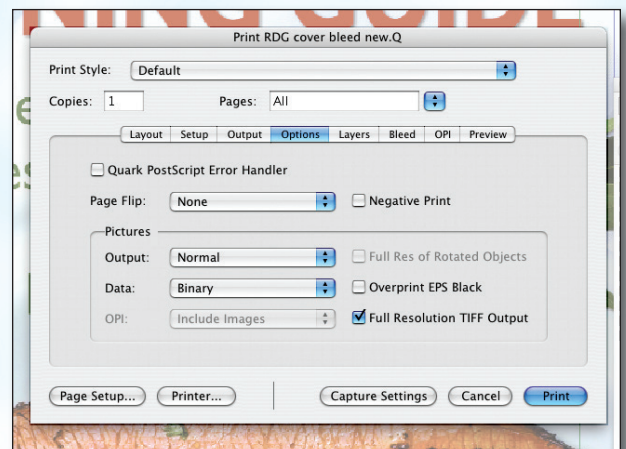 NING GUIDE
Print RDG cover bleed new.Q
Print Style: Default
Copies: 1 Pages: All
Layout Setup Output Options Layers Bleed OPI Preview
Quark PostScript Error Handler
Page Flip: None Negative Print
Pictures
Output: Normal Full Res of Rotated Objects
Data: Binary Overprint EPS Black
OPI: Include Images Full Resolution TIFF Output
Page Setup... Printer... Capture Settings Cancel Print